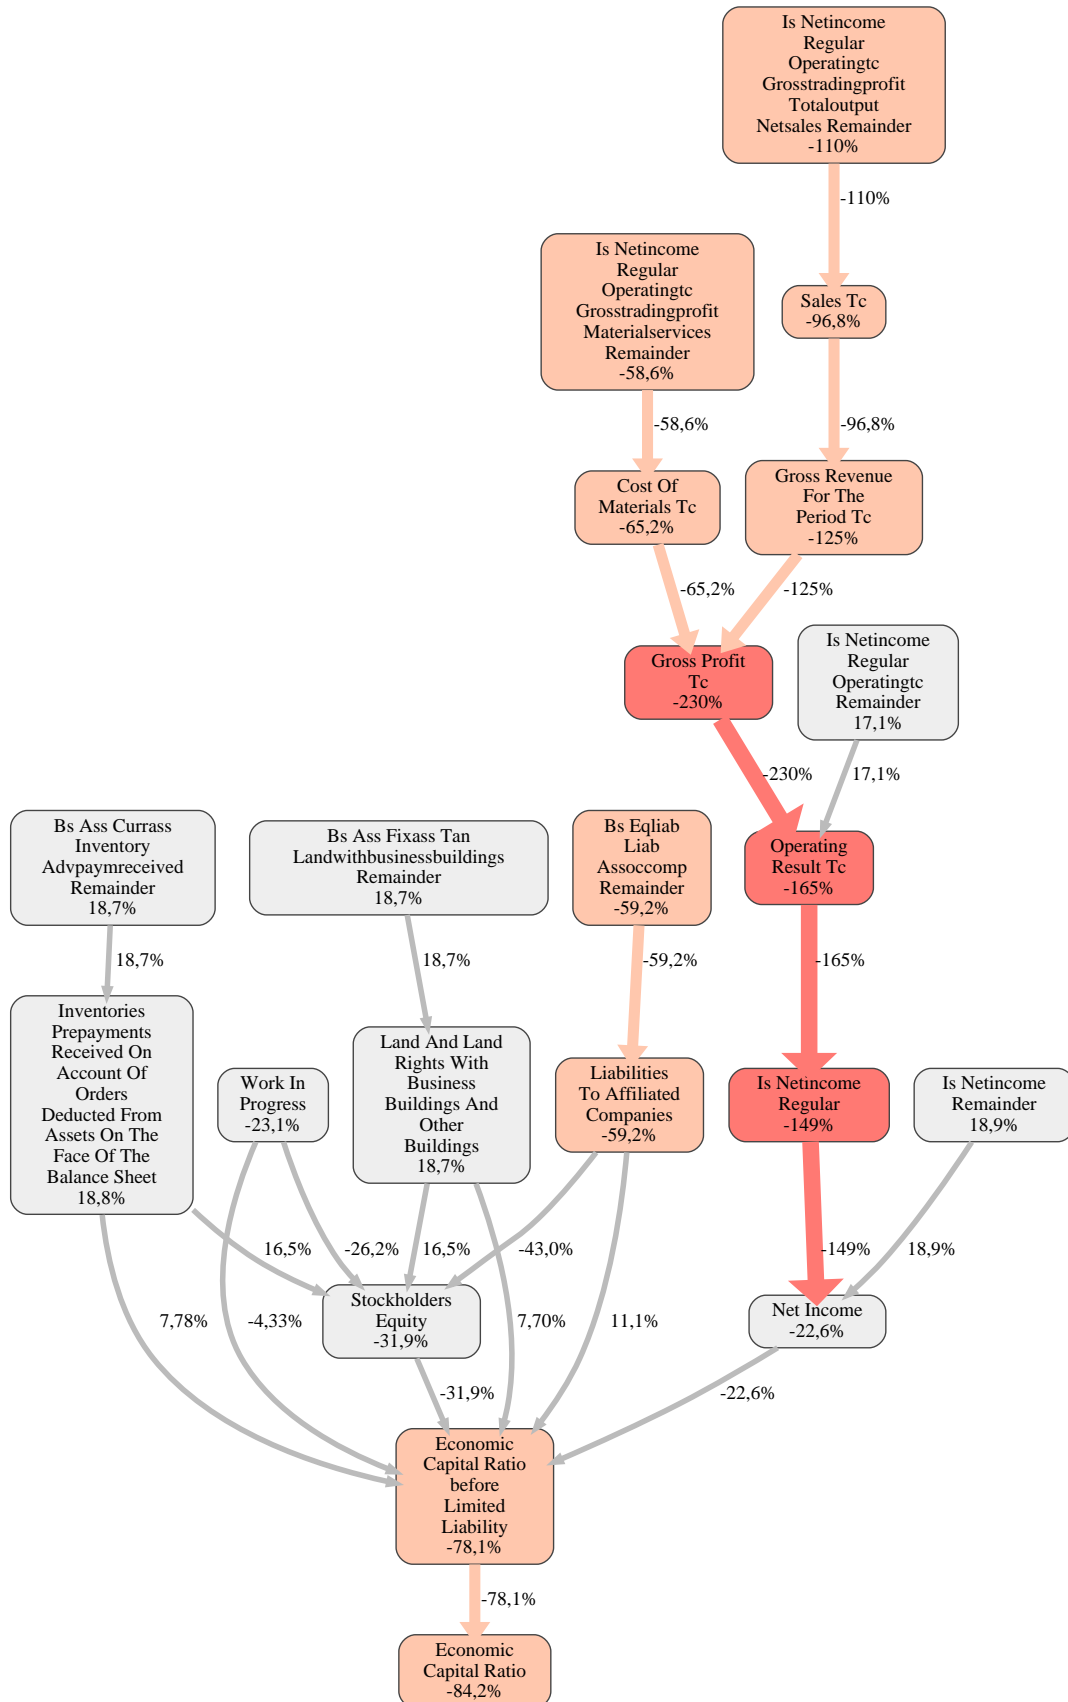 Is Netincome
Regular
Operatingtc
Grosstradingprofit
Totaloutput
Netsales Remainder
-110%
-110%
Is Netincome
Regular
Operatingtc
Grosstradingprofit
Materialservices
Remainder
-58,6%
Sales Tc
-96,8%
-58,6%
-96,8%
Cost Of
Materials Tc
-65,2%
Gross Revenue
For The
Period Tc
-125%
-65,2%
-125%
Gross Profit
Tc
-230%
Is Netincome
Regular
Operatingtc
Remainder
17,1%
-230%
17,1%
Bs Ass Currass
Inventory
Advpaymreceived
Remainder
18,7%
Bs Ass Fixass Tan
Landwithbusinessbuildings
Remainder
18,7%
Bs Eqliab
Liab
Assoccomp
Remainder
-59,2%
Operating
Result Tc
-165%
18,7%
18,7%
-59,2%
-165%
Inventories
Prepayments
Received On
Account Of
Orders
Deducted From
Assets On The
Face Of The
Balance Sheet
18,8%
Work In
Progress
-23,1%
Land And Land
Rights With
Business
Buildings And
Other
Buildings
18,7%
Liabilities
To Affiliated
Companies
-59,2%
Is Netincome
Regular
-149%
Is Netincome
Remainder
18,9%
16,5%
-26,2%
16,5%
-43,0%
-149%
18,9%
Stockholders
Equity
-31,9%
Net Income
-22,6%
7,78%
-4,33%
7,70%
11,1%
-31,9%
-22,6%
Economic
Capital Ratio
before
Limited
Liability
-78,1%
-78,1%
Economic
Capital Ratio
-84,2%